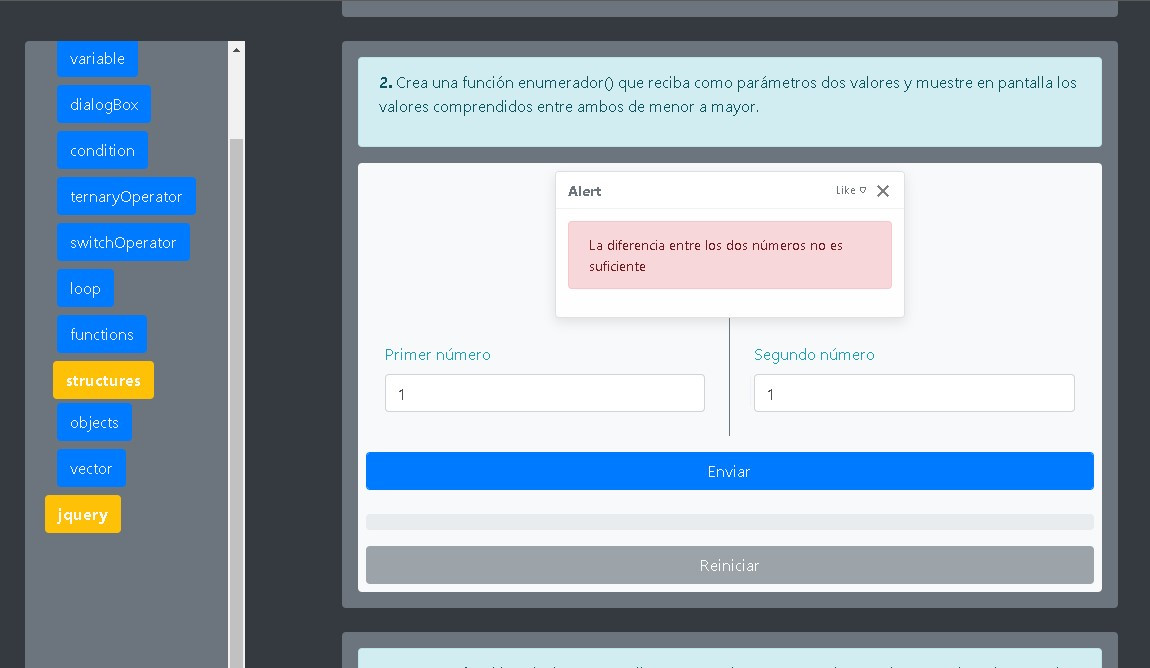 variable
dialogBox
condition
ternaryOperator
switchOperator
loop
functions
structures
objects
vector
jquery
2. Crea una función enumerador() que reciba como parámetros dos valores y muestre en pantalla los
valores comprendidos entre ambos de menor a mayor.
Alert
Like
La diferencia entre los dos números no es
suficiente
Primer número
Segundo número
1
1
Enviar
Reiniciar